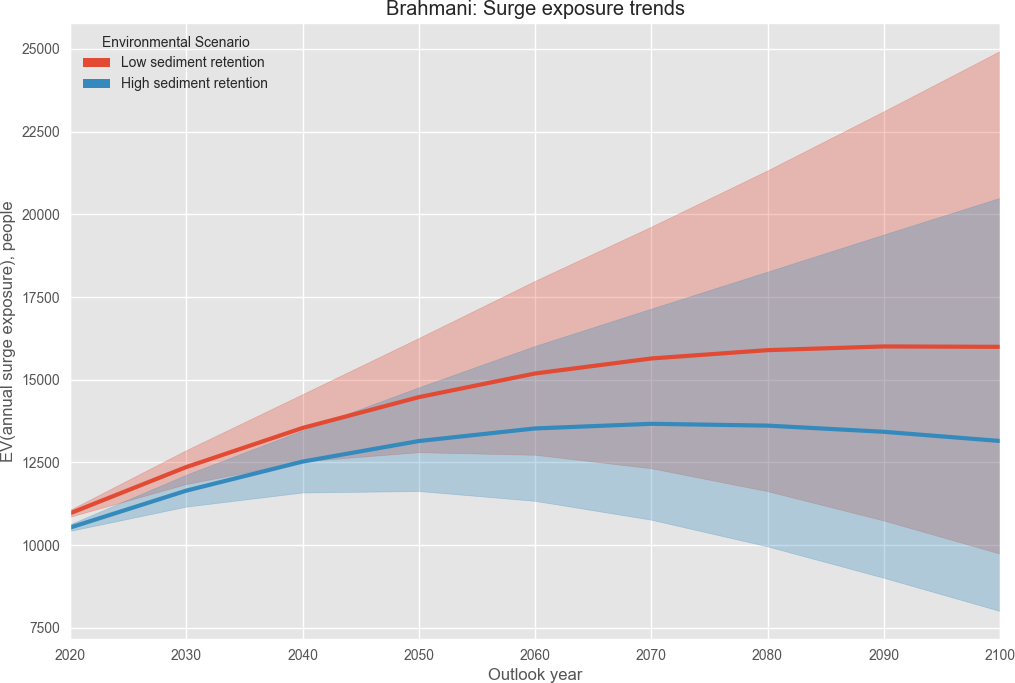 Brahmani: Surge exposure trends
Environmental Scenario
Low sediment retention
High sediment retention
EV(annual surge exposure), people
25000
22500
20000
17500
15000
12500
10000
7500
2020 2030 2040 2050 2060 2070 2080 2090 2100
Outlook year